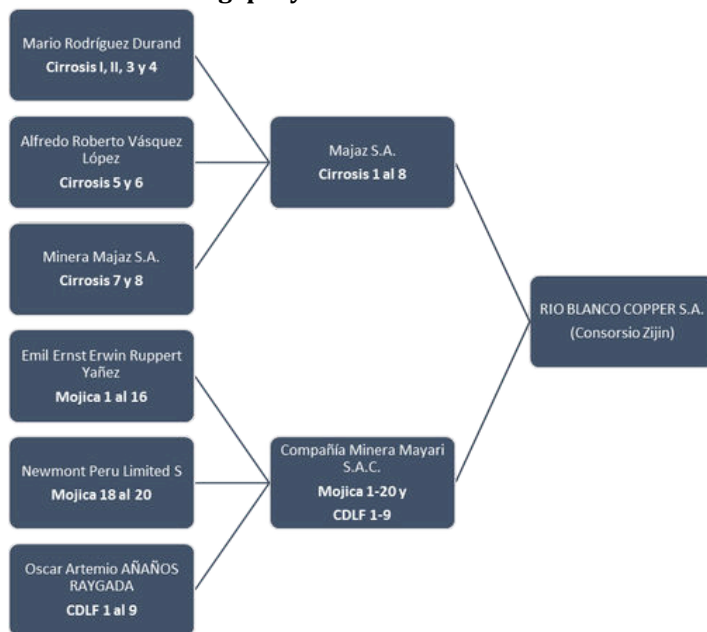 Mario Rodríguez Durand
Cirrosis I, II, 3 y 4
Alfredo Roberto Vásquez
López
Cirrosis 5 y 6
Minera Majaz S.A.
Cirrosis 7 y 8
Emil Ernst Erwin Ruppert
Yañez
Mojica 1 al 16
Newmont Peru Limited S
Mojica 18 al 20
Oscar Artemio AÑAÑOS
RAYGADA
CDLF 1 al 9
Majaz S.A.
Cirrosis 1 al 8
Compañía Minera Mayari
S.A.C.
Mojica 1-20 y
CDLF 1-9
RIO BLANCO COPPER S.A.
(Consorsio Zijin)